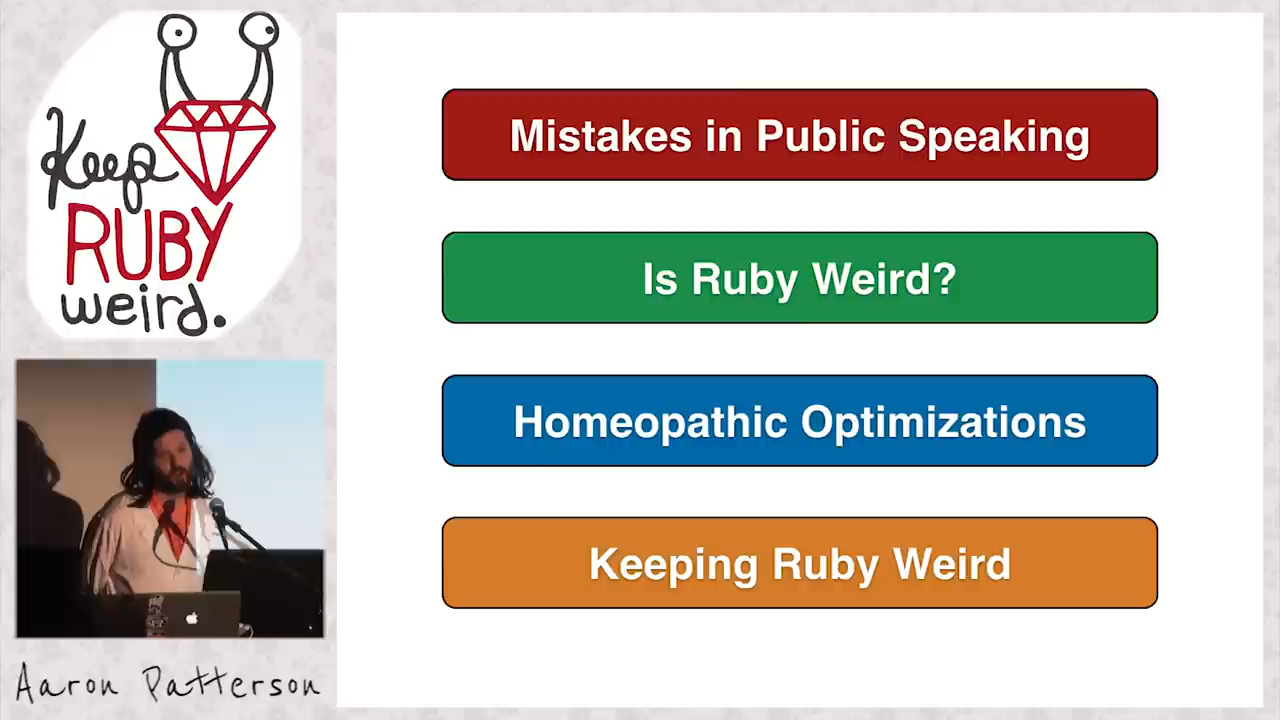 Keep
RUBY
weird.
Aaron Patterson
Mistakes in Public Speaking
Is Ruby Weird?
Homeopathic Optimizations
Keeping Ruby Weird